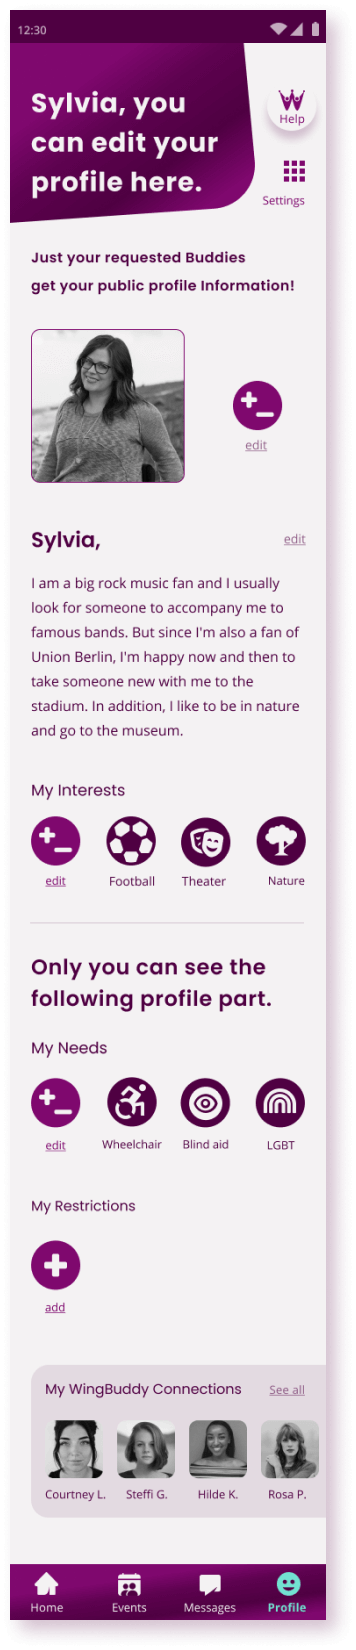 12:30
Sylvia, you
can edit your
profile here.
Help
Settings
Just your requested Buddies
get your public profile Information!
edit
Sylvia,
edit
I am a big rock music fan and I usually
look for someone to accompany me to
famous bands. But since I'm also a fan of
Union Berlin, I'm happy now and then to
take someone new with me to the
stadium. In addition, I like to be in nature
and go to the museum.
My Interests
edit Football Theater Nature
Only you can see the
following profile part.
My Needs
edit Wheelchair Blind aid LGBT
My Restrictions
add
My WingBuddy Connections See all
Courtney L. Steffi G. Hilde K. Rosa P.
Home Events Messages Profile